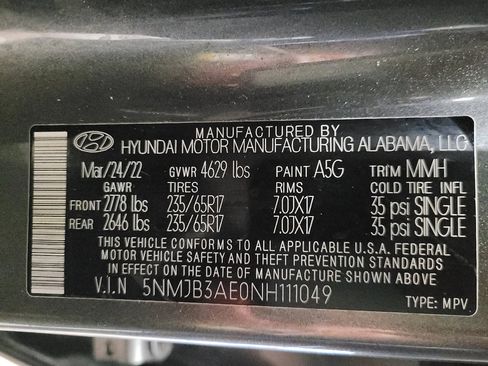 MANUFACTURED BY
HYUNDAI MOTOR MANUFACTURING ALABAMA, LLC
Mar/24/22 GVWR 4629 lbs PAINT A5G TRIM MMH
GAWR TIRES RIMS COLD TIRE INFL
FRONT 2778 lbs 235/65R17 7.0JX17 35 psi SINGLE
REAR 2646 lbs 235/65R17 7.0JX17 35 psi SINGLE
THIS VEHICLE CONFORMS TO ALL APPLICABLE U.S.A. FEDERAL
MOTOR VEHICLE SAFETY AND THEFT PREVENTION STANDARDS
IN EFFECT ON THE DATE OF MANUFACTURE SHOWN ABOVE
V.I.N 5NMJB3AE0NH111049 TYPE: MPV